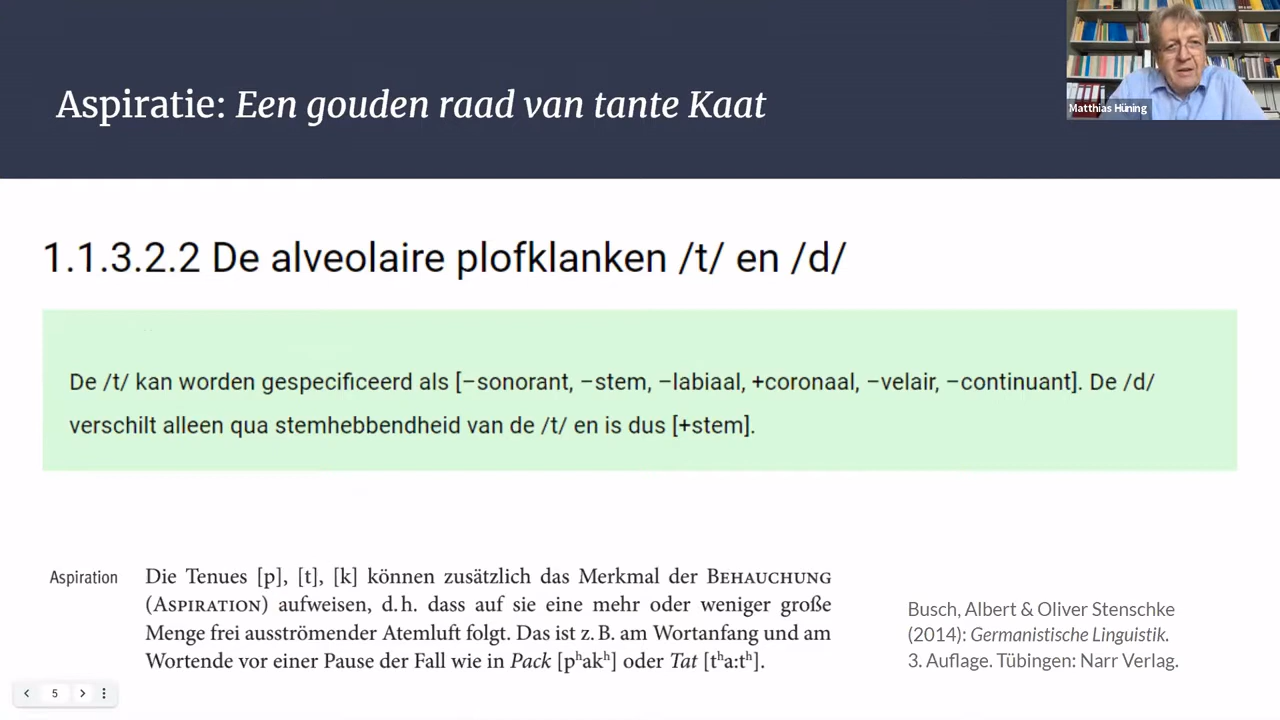 Aspiratie: Een gouden raad van tante Kaat
Matthias Hüning
1.1.3.2.2 De alveolaire plofklanken /t/ en /d/
De /t/ kan worden gespecificeerd als [−sonorant, −stem, −labiaal, +coronaal, −velair, −continuant]. De /d/
verschilt alleen qua stemhebbendheid van de /t/ en is dus [+stem].
Aspiration
Die Tenues [p], [t], [k] können zusätzlich das Merkmal der BEHAUCHUNG
(ASPIRATION) aufweisen, d. h. dass auf sie eine mehr oder weniger große
Menge frei ausströmender Atemluft folgt. Das ist z. B. am Wortanfang und am
Wortende vor einer Pause der Fall wie in Pack [pʰakʰ] oder Tat [tʰa:tʰ].
Busch, Albert & Oliver Stenschke
(2014): Germanistische Linguistik.
3. Auflage. Tübingen: Narr Verlag.
5